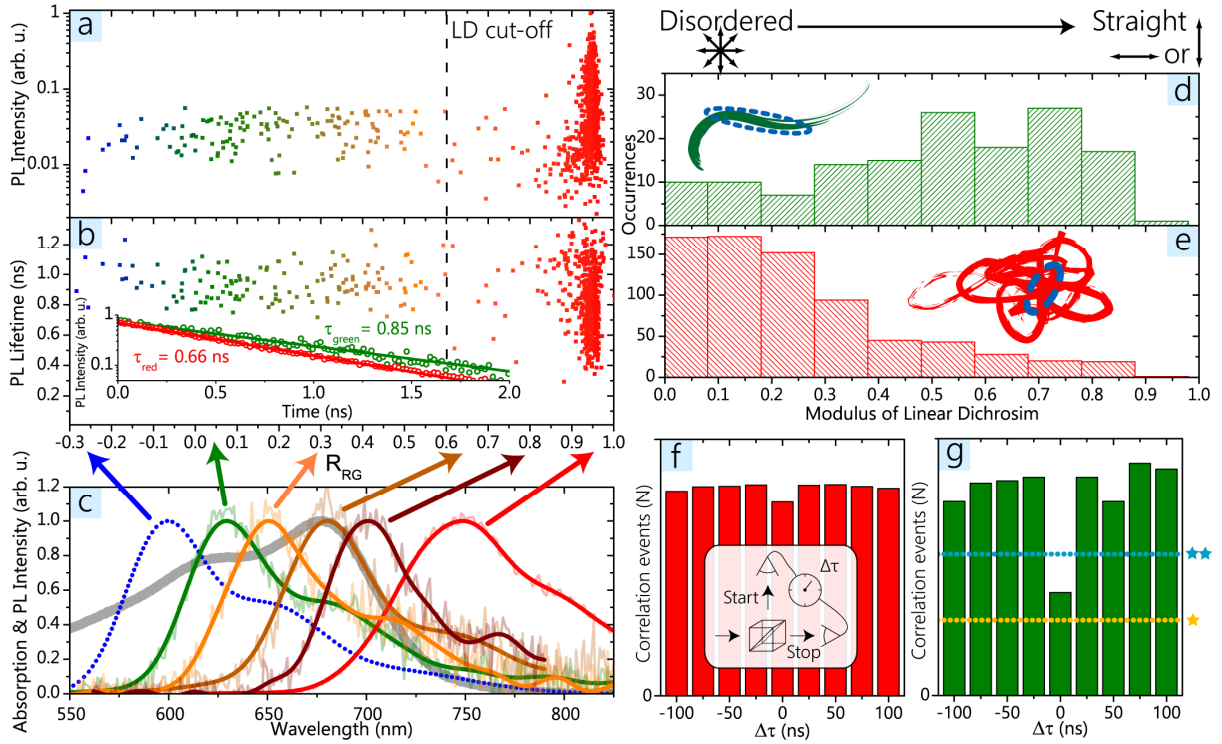 Disordered
Straight
or
a
LD cut-off
PL Intensity (arb. u.)
1
0.1
0.01
b
PL Lifetime (ns)
1.2
1.0
0.8
0.6
0.4
0.2
0.0
PL Intensity (arb. u.)
1
0.1
τgreen = 0.85 ns
τred = 0.66 ns
0.0 0.5 1.0 1.5 2.0
Time (ns)
-0.3 -0.2 -0.1 0.0 0.1 0.2 0.3 0.4 0.5 0.6 0.7 0.8 0.9 1.0
RRG
c
Absorption & PL Intensity (arb. u.)
1.2
1.0
0.8
0.6
0.4
0.2
0.0
550 600 650 700 750 800
Wavelength (nm)
d
Occurrences
30
20
10
0
e
150
100
50
0
0.0 0.1 0.2 0.3 0.4 0.5 0.6 0.7 0.8 0.9 1.0
Modulus of Linear Dichrosim
f
Correlation events (N)
0
Δτ
Start
Stop
-100 -50 0 50 100
Δτ (ns)
g
Correlation events (N)
0
-100 -50 0 50 100
Δτ (ns)